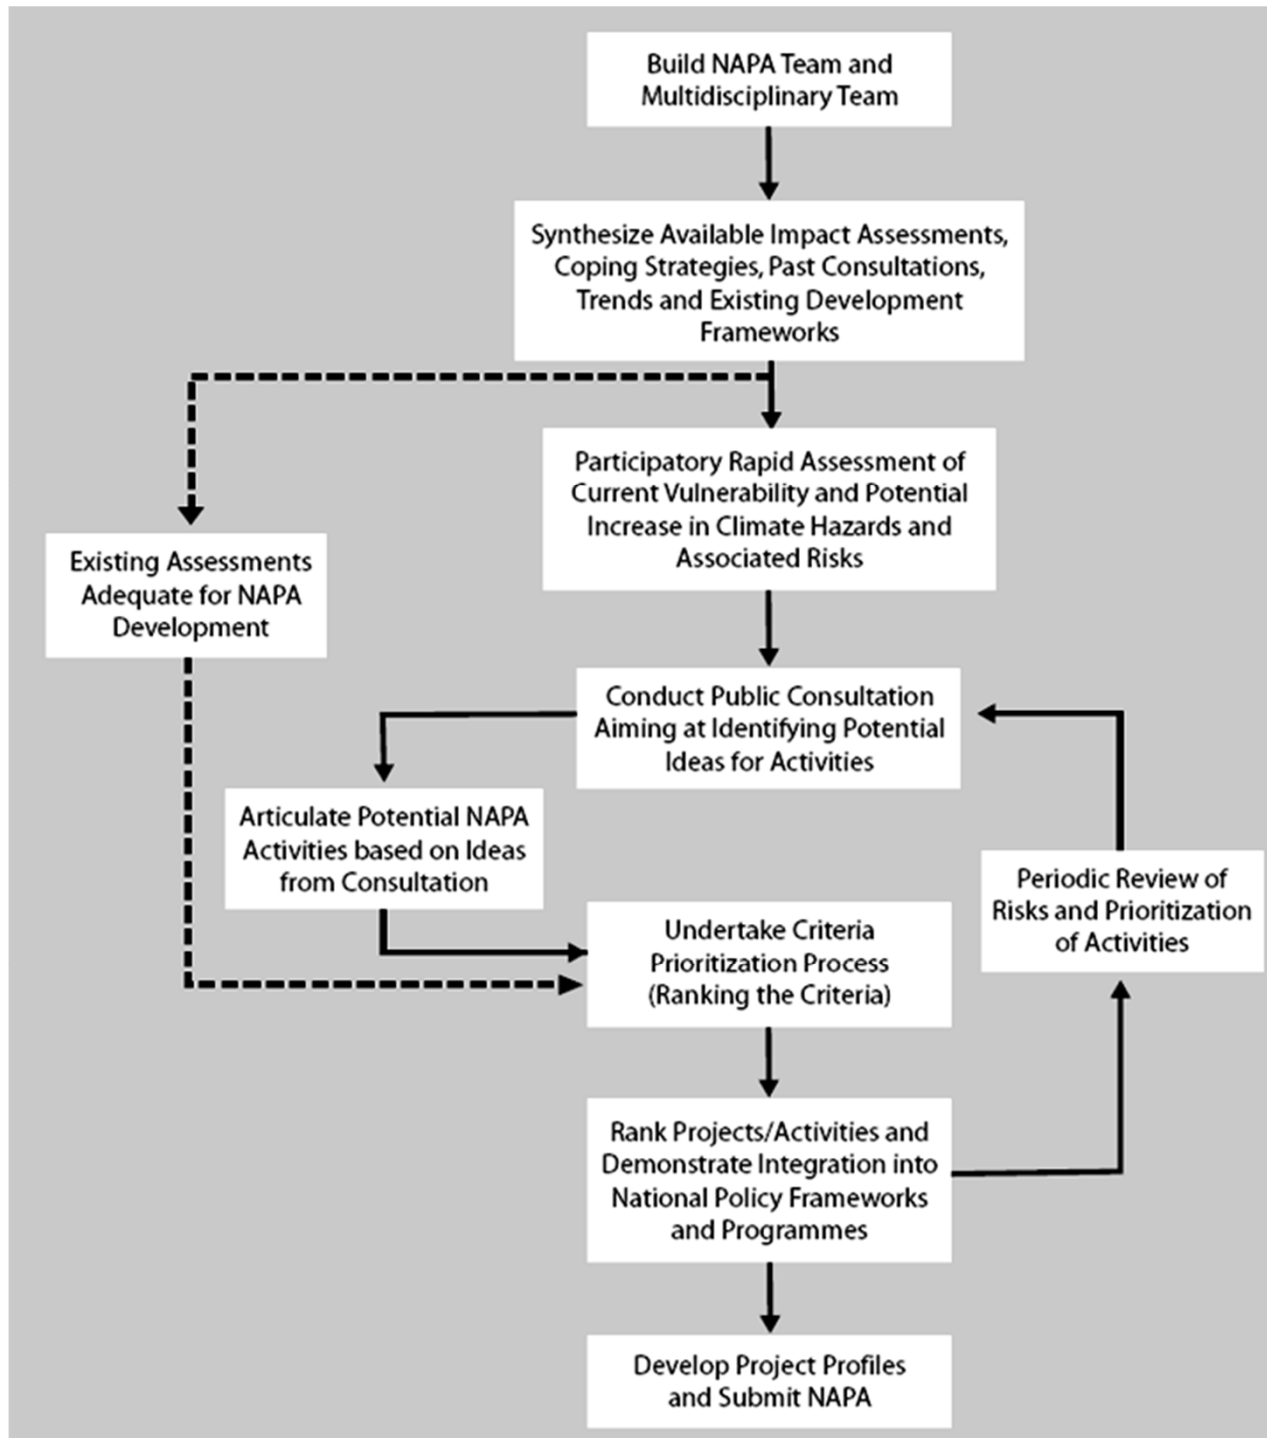 Build NAPA Team and
Multidisciplinary Team
Synthesize Available Impact Assessments,
Coping Strategies, Past Consultations,
Trends and Existing Development
Frameworks
Participatory Rapid Assessment of
Current Vulnerability and Potential
Increase in Climate Hazards and
Associated Risks
Existing Assessments
Adequate for NAPA
Development
Conduct Public Consultation
Aiming at Identifying Potential
Ideas for Activities
Articulate Potential NAPA
Activities based on Ideas
from Consultation
Periodic Review of
Risks and Prioritization
of Activities
Undertake Criteria
Prioritization Process
(Ranking the Criteria)
Rank Projects/Activities and
Demonstrate Integration into
National Policy Frameworks
and Programmes
Develop Project Profiles
and Submit NAPA